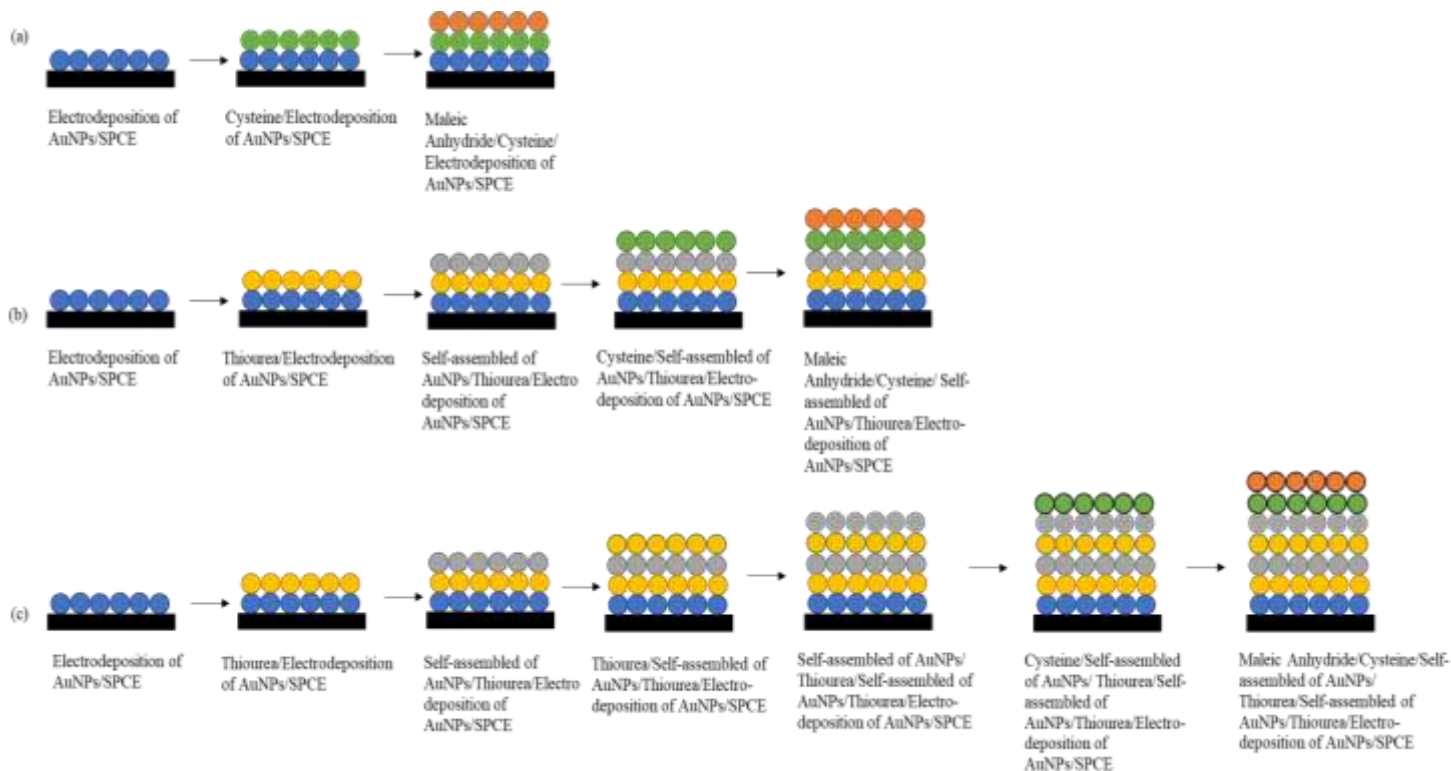 (a)
Electrodeposition of
AuNPs/SPCE
Cysteine/Electrodeposition
of AuNPs/SPCE
Maleic
Anhydride/Cysteine/
Electrodeposition of
AuNPs/SPCE
(b)
Electrodeposition of
AuNPs/SPCE
Thiourea/Electrodeposition
of AuNPs/SPCE
Self-assembled of
AuNPs/Thiourea/Electro
deposition of
AuNPs/SPCE
Cysteine/Self-assembled of
AuNPs/Thiourea/Electro-
deposition of AuNPs/SPCE
Maleic
Anhydride/Cysteine/ Self-
assembled of
AuNPs/Thiourea/Electro-
deposition of
AuNPs/SPCE
(c)
Electrodeposition of
AuNPs/SPCE
Thiourea/Electrodeposition
of AuNPs/SPCE
Self-assembled of
AuNPs/Thiourea/Electro
deposition of
AuNPs/SPCE
Thiourea/Self-assembled of
AuNPs/Thiourea/Electro-
deposition of AuNPs/SPCE
Self-assembled of AuNPs/
Thiourea/Self-assembled of
AuNPs/Thiourea/Electro-
deposition of AuNPs/SPCE
Cysteine/Self-assembled
of AuNPs/ Thiourea/Self-
assembled of
AuNPs/Thiourea/Electro-
deposition of
AuNPs/SPCE
Maleic Anhydride/Cysteine/Self-
assembled of AuNPs/
Thiourea/Self-assembled of
AuNPs/Thiourea/Electro-
deposition of AuNPs/SPCE